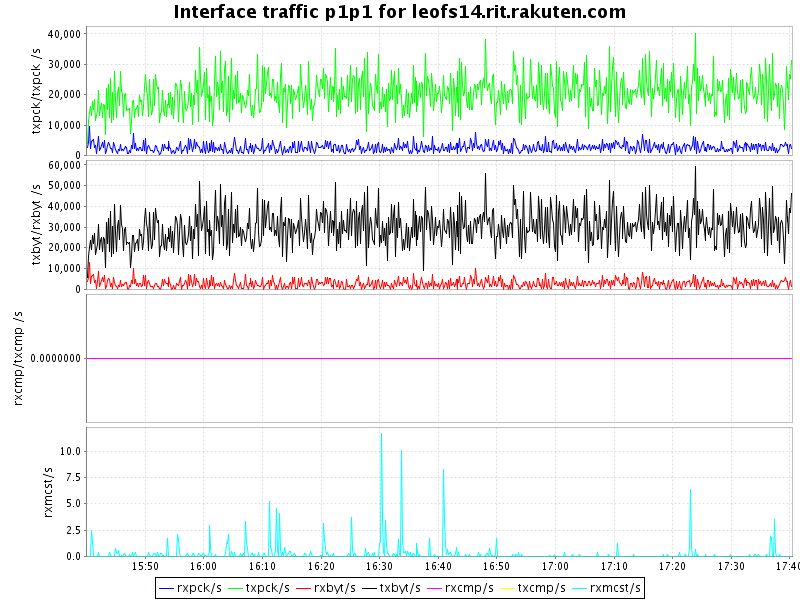 Interface traffic p1p1 for leofs14.rit.rakuten.com
txpck/txpck /s
40,000
30,000
20,000
10,000
0
txbyt/rxbyt /s
60,000
50,000
40,000
30,000
20,000
10,000
0
rxcmp/txcmp /s
0.0000000
rxmcst/s
10.0
7.5
5.0
2.5
0.0
15:50 16:00 16:10 16:20 16:30 16:40 16:50 17:00 17:10 17:20 17:30 17:40
rxpck/s txpck/s rxbyt/s txbyt/s rxcmp/s txcmp/s rxmcst/s